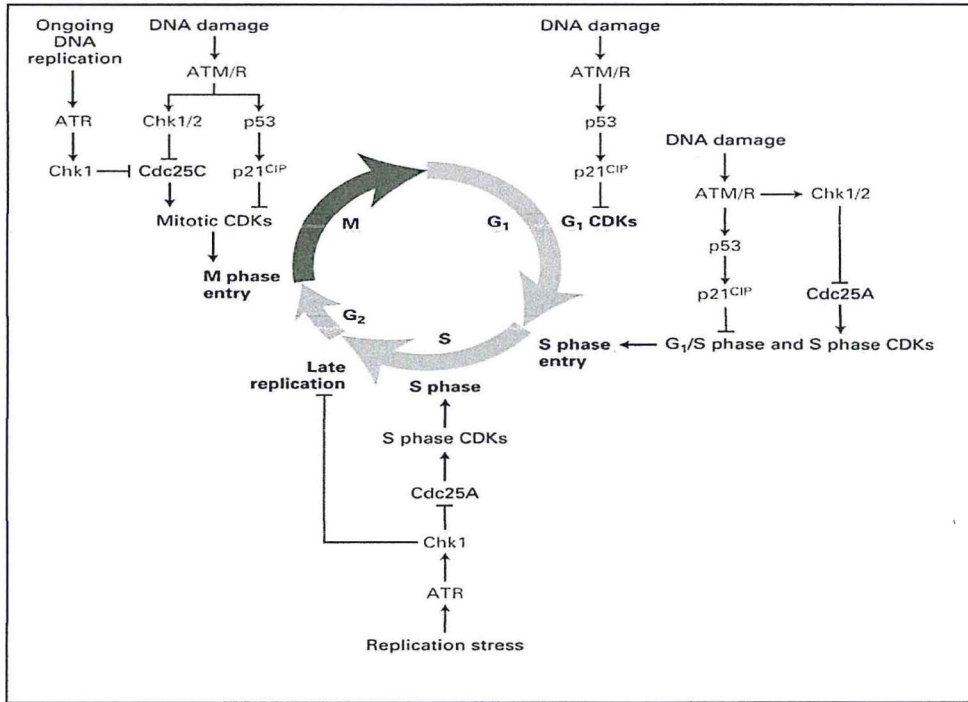 Ongoing
DNA
replication
ATR
Chk1
DNA damage
ATM/R
Chk1/2
p53
Cdc25C
p21CIP
Mitotic CDKs
M phase
entry
DNA damage
ATM/R
p53
p21CIP
G1 CDKs
DNA damage
ATM/R
Chk1/2
p53
p21CIP
Cdc25A
G1/S phase and S phase CDKs
S phase
entry
M
G1
G2
S
Late
replication
S phase
S phase CDKs
Cdc25A
Chk1
ATR
Replication stress